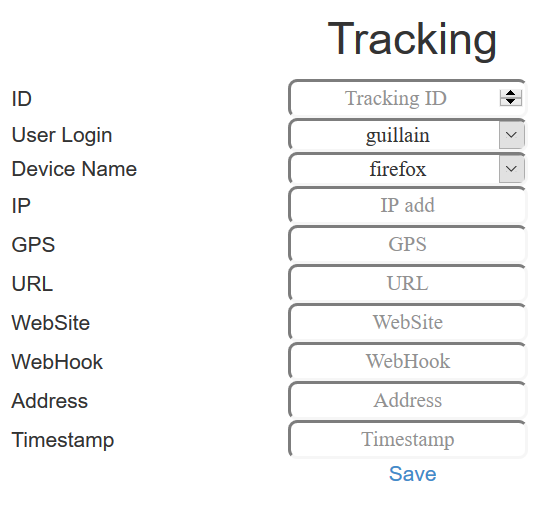 Tracking
ID Tracking ID
User Login guillain
Device Name firefox
IP IP add
GPS GPS
URL URL
WebSite WebSite
WebHook WebHook
Address Address
Timestamp Timestamp
Save